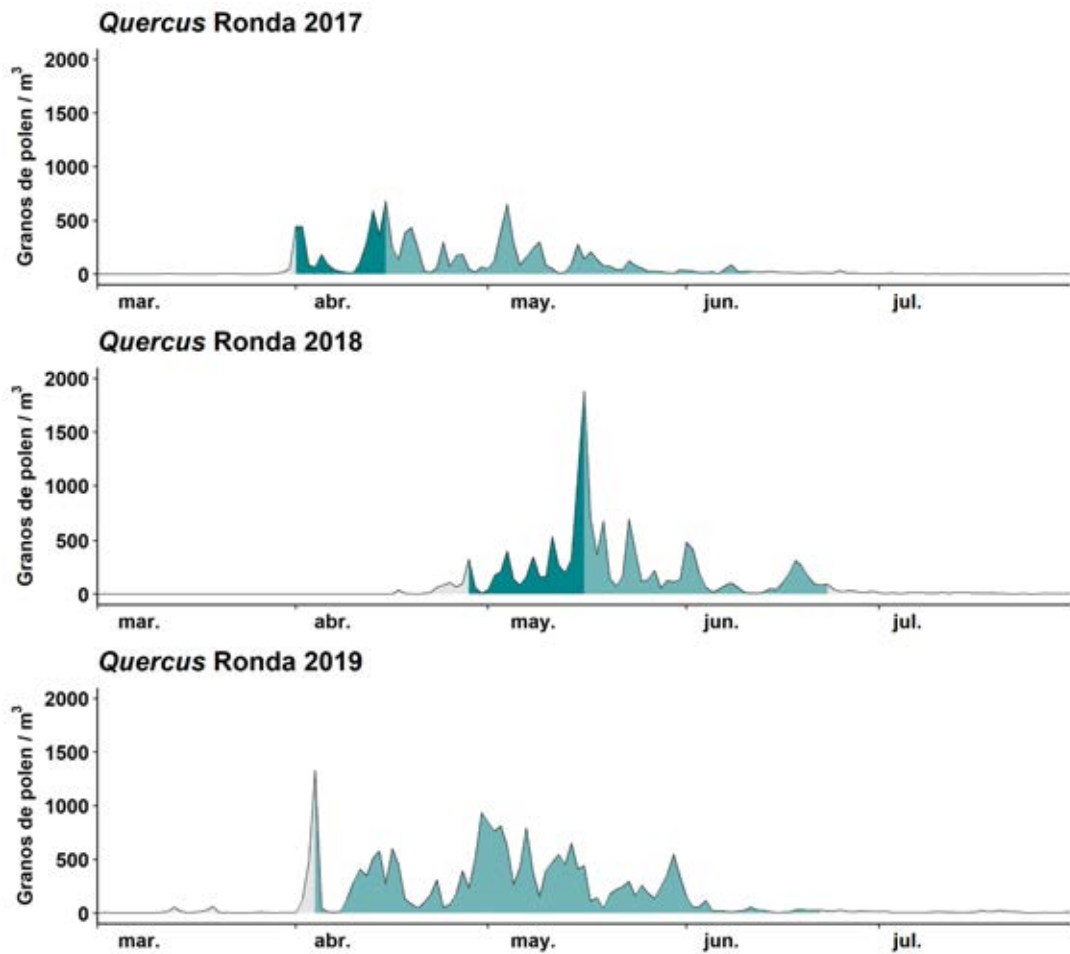 Quercus Ronda 2017
Granos de polen / m³
2000
1500
1000
500
0
mar. abr. may. jun. jul.
Quercus Ronda 2018
Granos de polen / m³
2000
1500
1000
500
0
mar. abr. may. jun. jul.
Quercus Ronda 2019
Granos de polen / m³
2000
1500
1000
500
0
mar. abr. may. jun. jul.